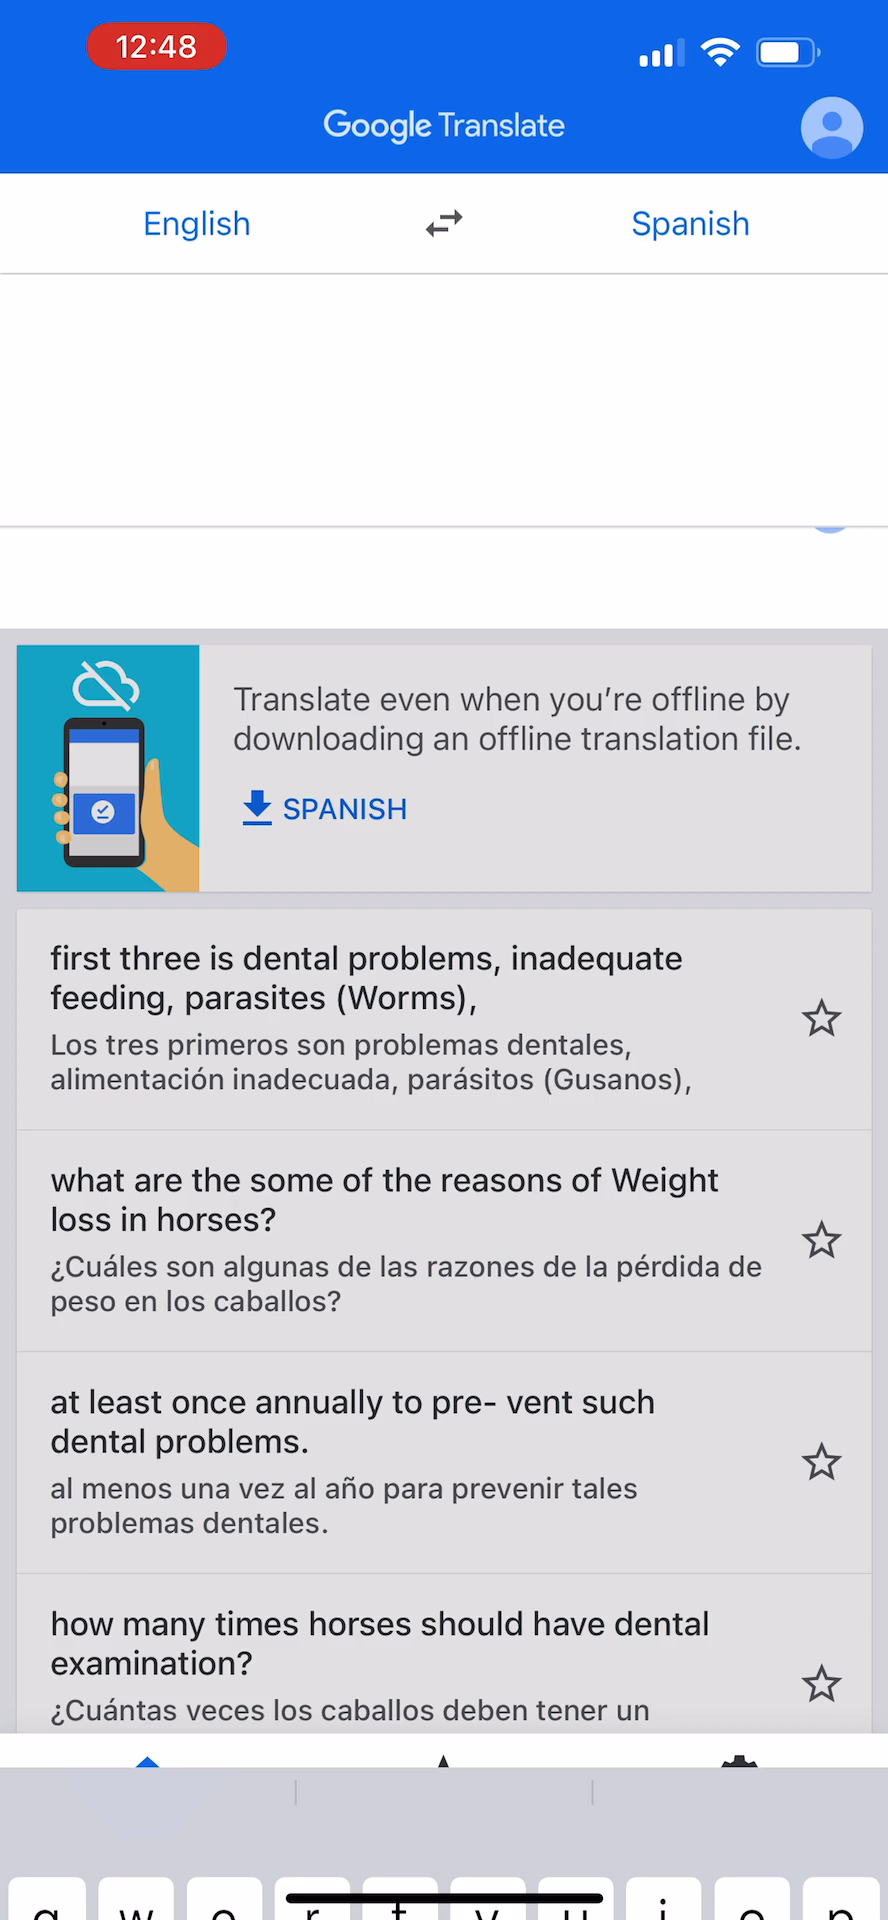 12:48
Google Translate
English
Spanish
Translate even when you're offline by
downloading an offline translation file.
SPANISH
first three is dental problems, inadequate
feeding, parasites (Worms),
Los tres primeros son problemas dentales,
alimentación inadecuada, parásitos (Gusanos),
what are the some of the reasons of Weight
loss in horses?
¿Cuáles son algunas de las razones de la pérdida de
peso en los caballos?
at least once annually to pre- vent such
dental problems.
al menos una vez al año para prevenir tales
problemas dentales.
how many times horses should have dental
examination?
¿Cuántas veces los caballos deben tener un
q w e r t y u i o p